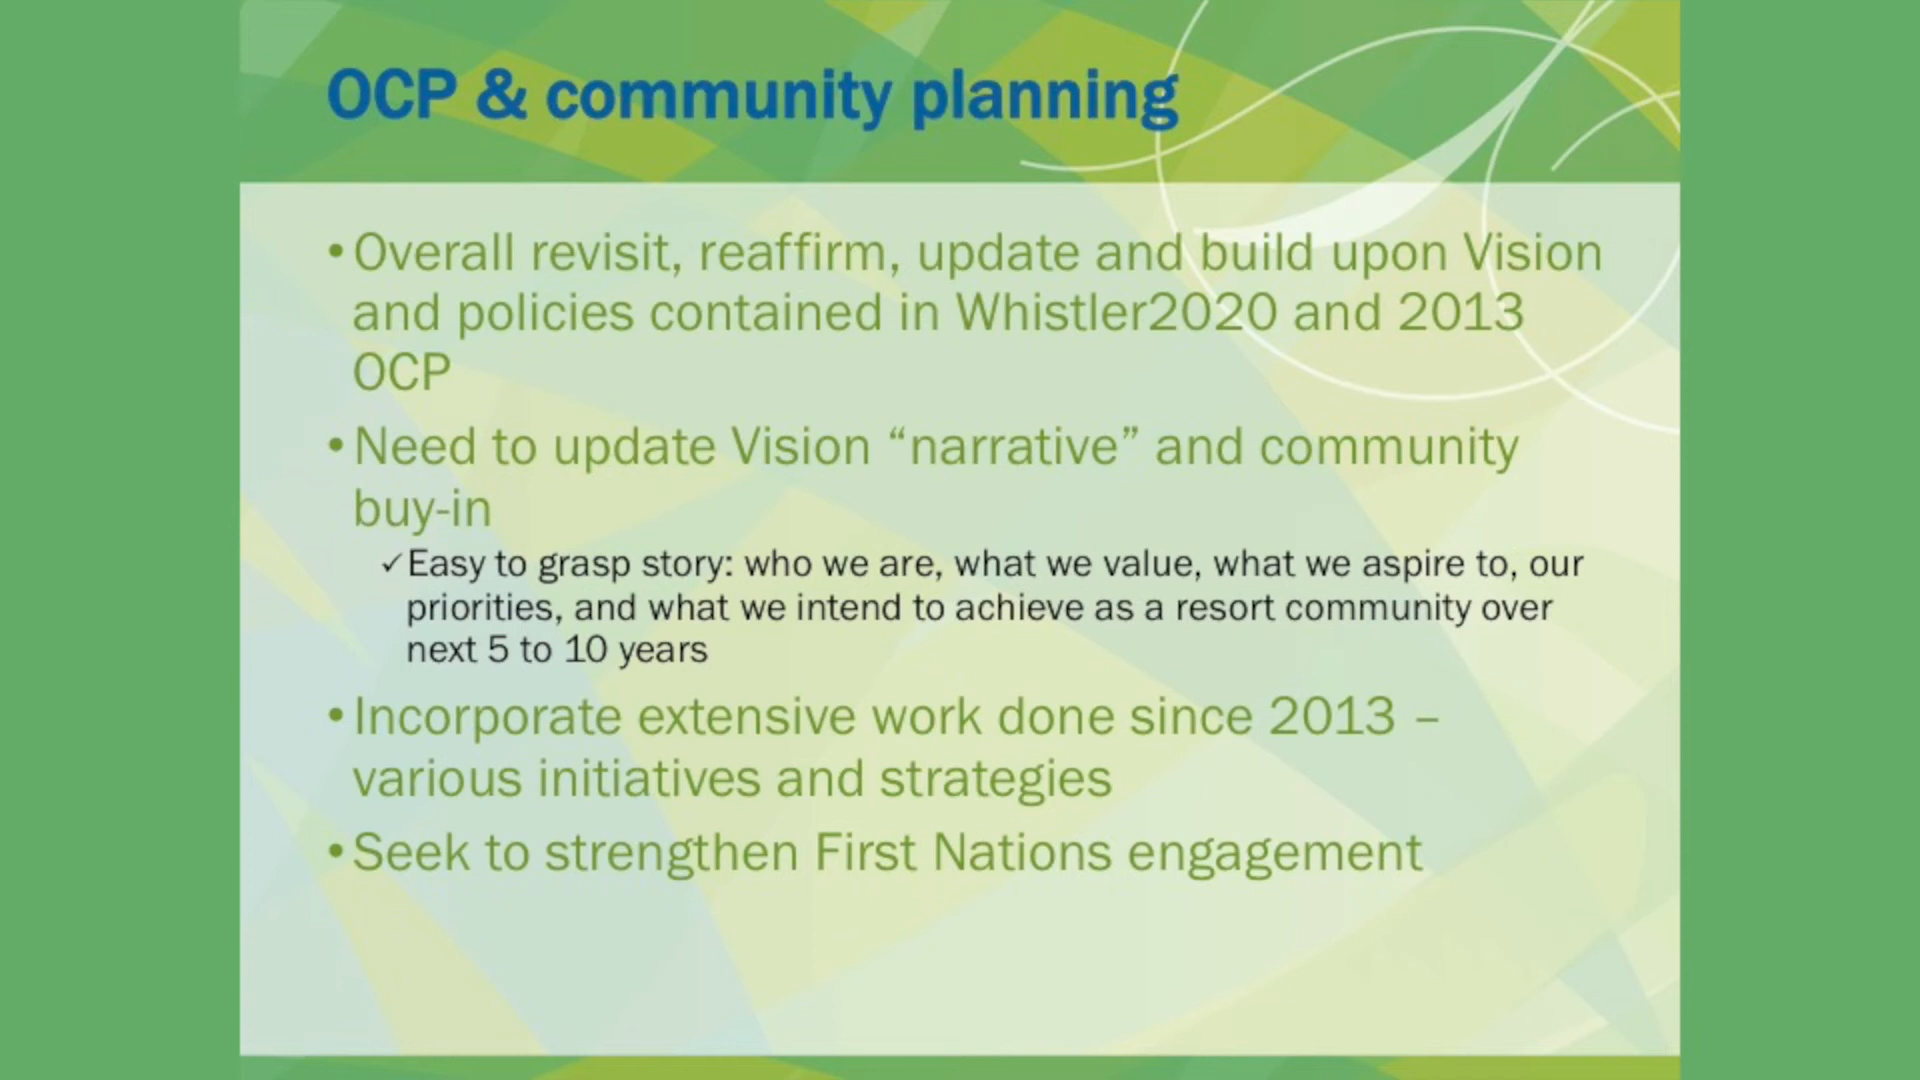 OCP & community planning
• Overall revisit, reaffirm, update and build upon Vision
and policies contained in Whistler2020 and 2013
OCP
• Need to update Vision “narrative” and community
buy-in
✓ Easy to grasp story: who we are, what we value, what we aspire to, our
priorities, and what we intend to achieve as a resort community over
next 5 to 10 years
• Incorporate extensive work done since 2013 –
various initiatives and strategies
• Seek to strengthen First Nations engagement